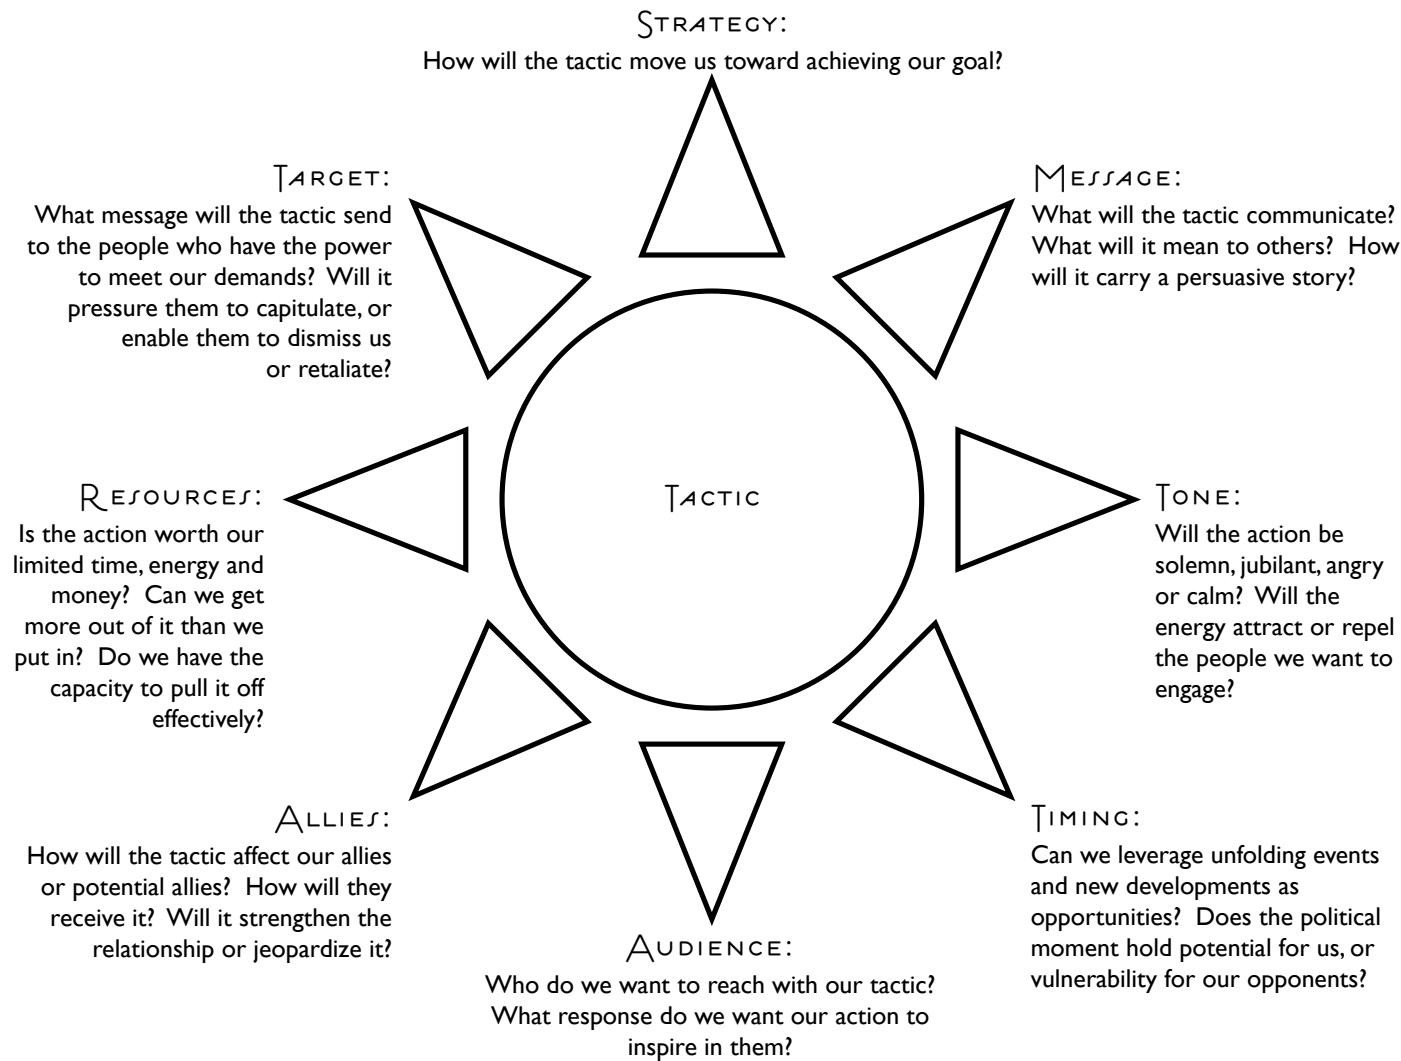 STRATEGY:
How will the tactic move us toward achieving our goal?
TARGET:
What message will the tactic send
to the people who have the power
to meet our demands? Will it
pressure them to capitulate, or
enable them to dismiss us
or retaliate?
MESSAGE:
What will the tactic communicate?
What will it mean to others? How
will it carry a persuasive story?
RESOURCES:
Is the action worth our
limited time, energy and
money? Can we get
more out of it than we
put in? Do we have the
capacity to pull it off
effectively?
TACTIC
TONE:
Will the action be
solemn, jubilant, angry
or calm? Will the
energy attract or repel
the people we want to
engage?
ALLIES:
How will the tactic affect our allies
or potential allies? How will they
receive it? Will it strengthen the
relationship or jeopardize it?
AUDIENCE:
Who do we want to reach with our tactic?
What response do we want our action to
inspire in them?
TIMING:
Can we leverage unfolding events
and new developments as
opportunities? Does the political
moment hold potential for us, or
vulnerability for our opponents?